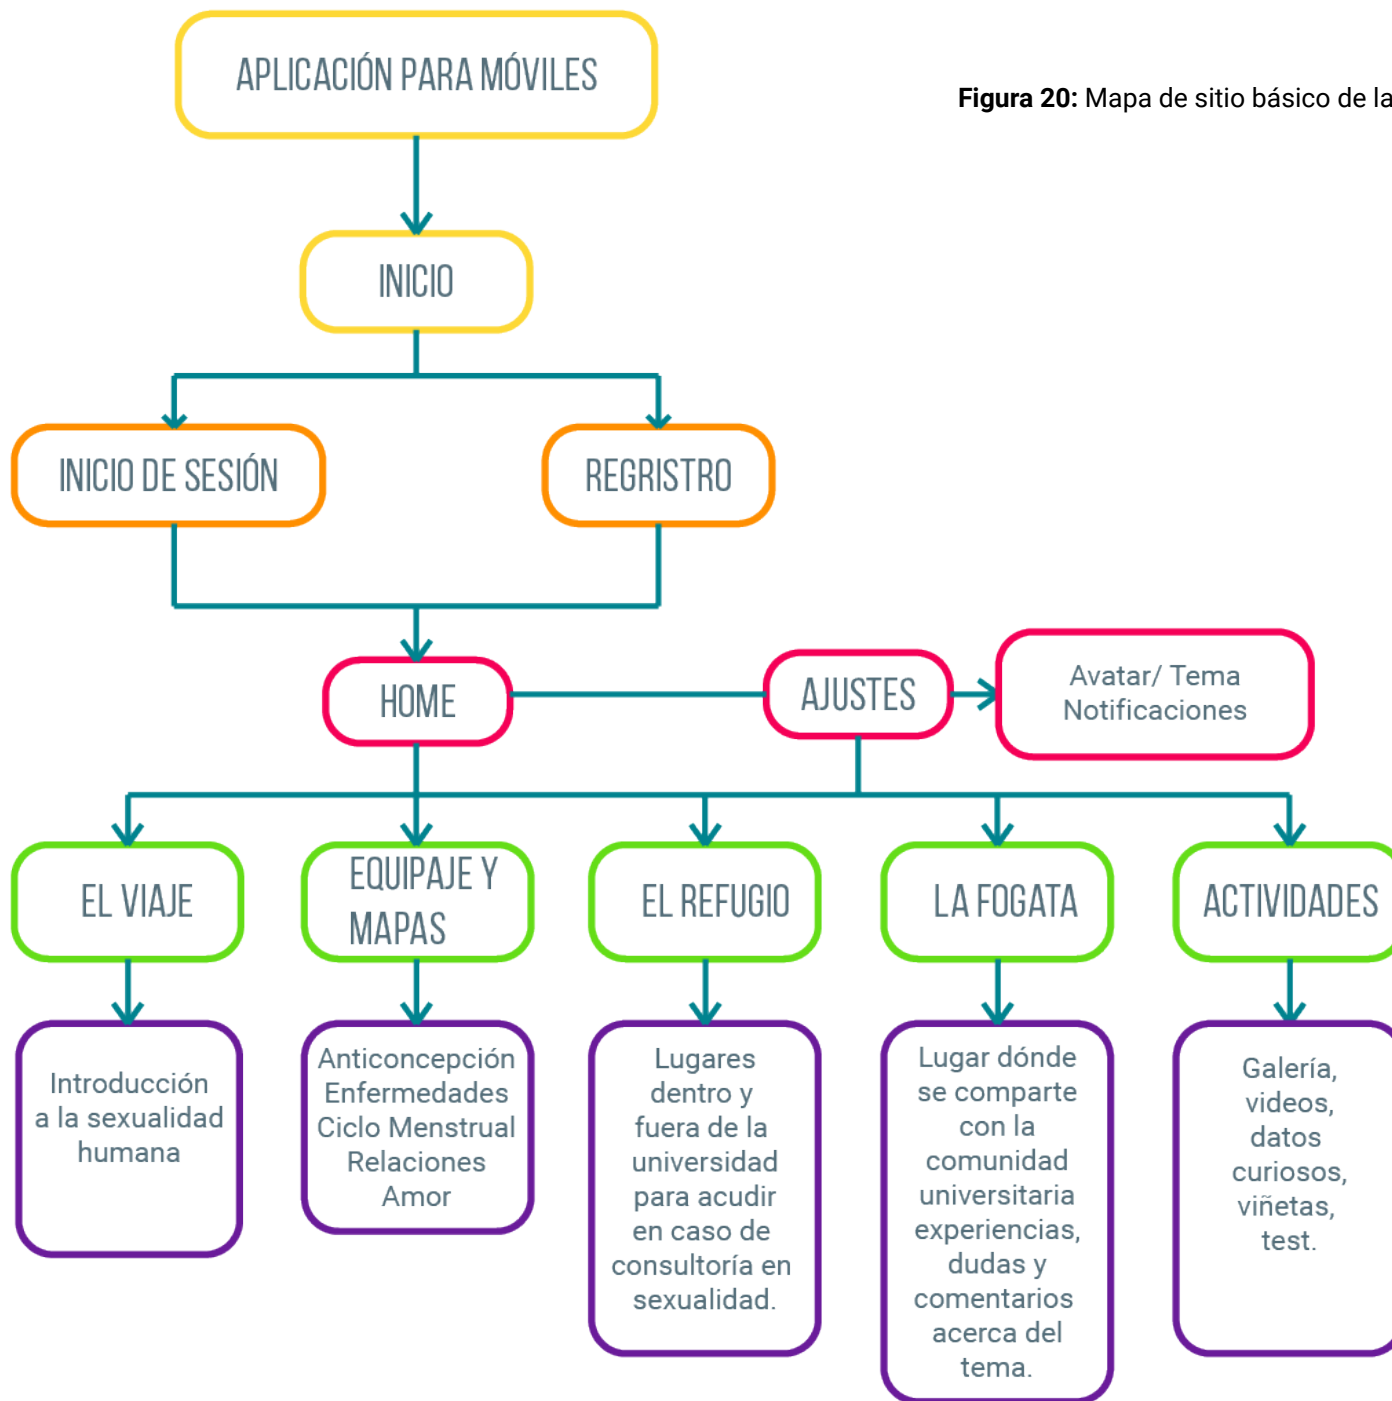 APLICACIÓN PARA MÓVILES
Figura 20: Mapa de sitio básico de la
INICIO
INICIO DE SESIÓN
REGRISTRO
HOME
AJUSTES
Avatar/ Tema
Notificaciones
EL VIAJE
EQUIPAJE Y
MAPAS
EL REFUGIO
LA FOGATA
ACTIVIDADES
Introducción
a la sexualidad
humana
Anticoncepción
Enfermedades
Ciclo Menstrual
Relaciones
Amor
Lugares
dentro y
fuera de la
universidad
para acudir
en caso de
consultoría en
sexualidad.
Lugar dónde
se comparte
con la
comunidad
universitaria
experiencias,
dudas y
comentarios
acerca del
tema.
Galería,
videos,
datos
curiosos,
viñetas,
test.